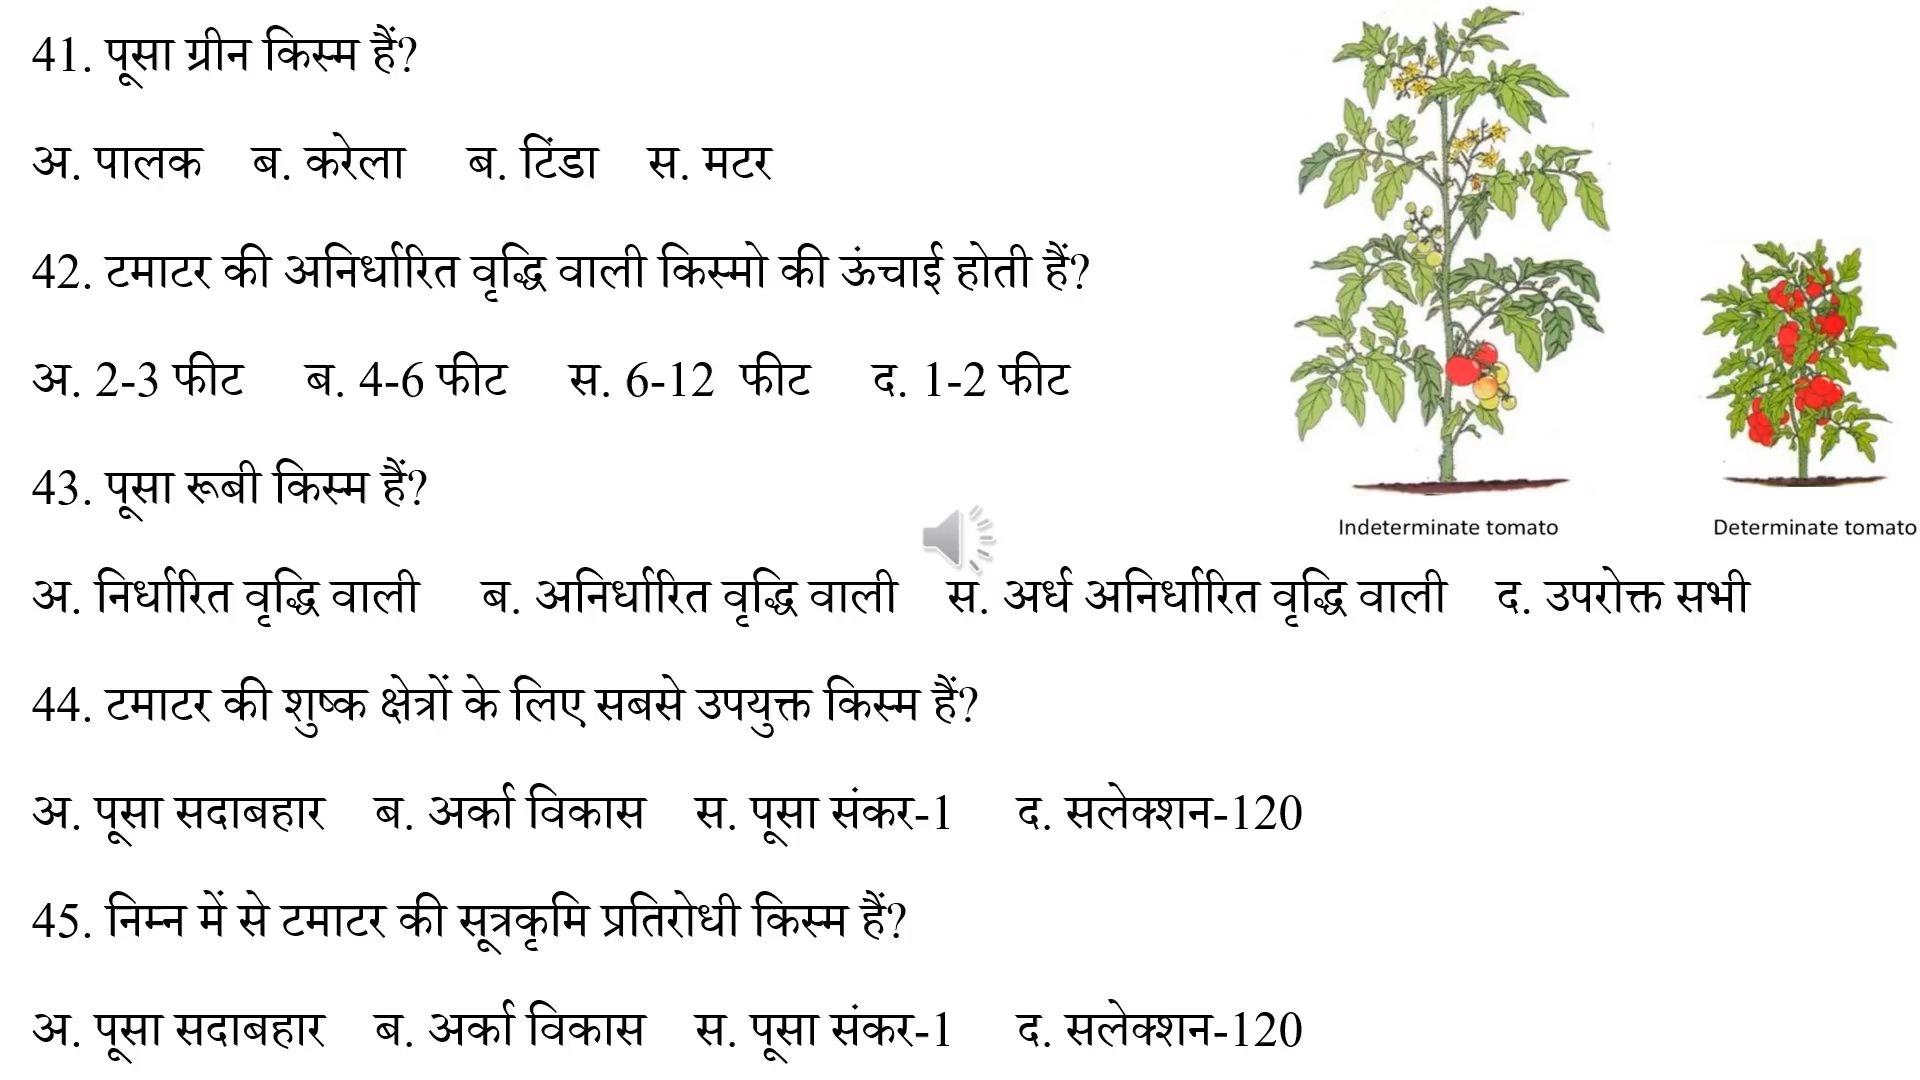 41. पूसा ग्रीन किस्म हैं?
अ. पालक ब. करेला ब. टिंडा स. मटर
42. टमाटर की अनिर्धारित वृद्धि वाली किस्मो की ऊंचाई होती हैं?
अ. 2-3 फीट ब. 4-6 फीट स. 6-12 फीट द. 1-2 फीट
43. पूसा रूबी किस्म हैं?
Indeterminate tomato Determinate tomato
अ. निर्धारित वृद्धि वाली ब. अनिर्धारित वृद्धि वाली स. अर्ध अनिर्धारित वृद्धि वाली द. उपरोक्त सभी
44. टमाटर की शुष्क क्षेत्रों के लिए सबसे उपयुक्त किस्म हैं?
अ. पूसा सदाबहार ब. अर्का विकास स. पूसा संकर-1 द. सलेक्शन-120
45. निम्न में से टमाटर की सूत्रकृमि प्रतिरोधी किस्म हैं?
अ. पूसा सदाबहार ब. अर्का विकास स. पूसा संकर-1 द. सलेक्शन-120